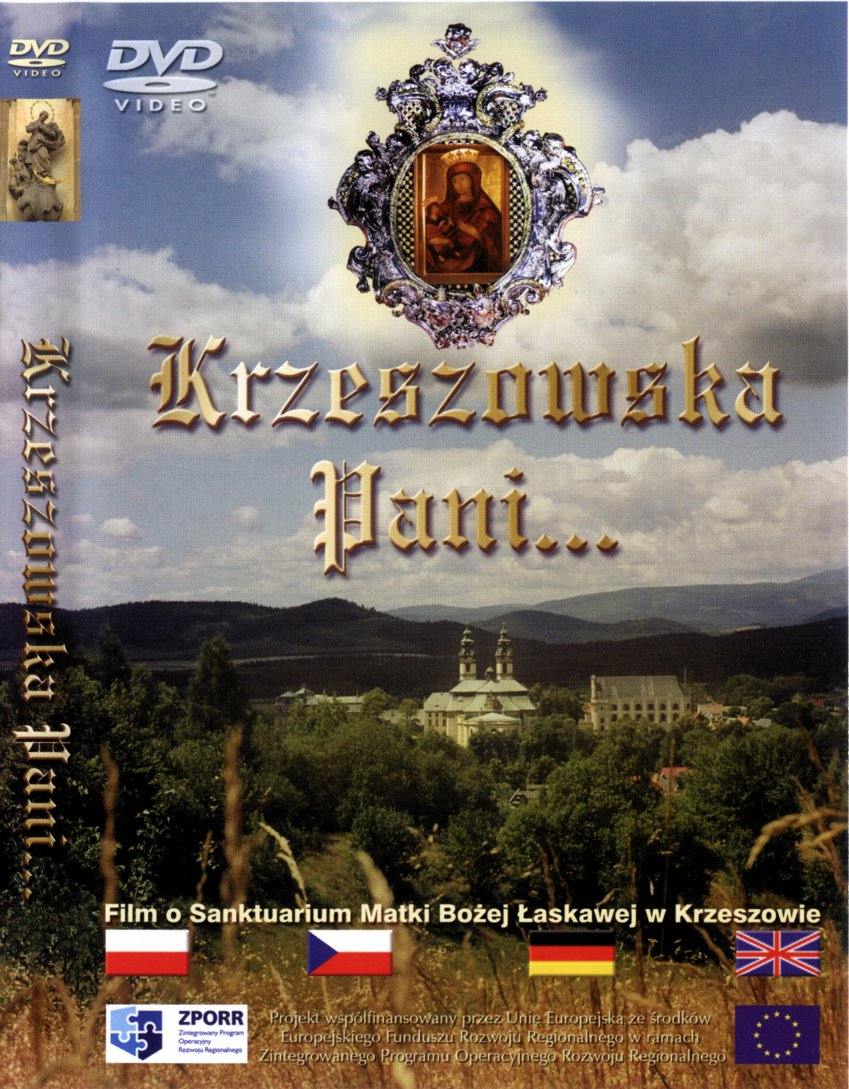 DVD
VIDEO
DVD
VIDEO
Krzeszowska Pani...
Krzeszowska
Pani...
Film o Sanktuarium Matki Bożej Łaskawej w Krzeszowie
ZPORR
Zintegrowany Program
Operacyjny
Rozwoju Regionalnego
Projekt współfinansowany przez Unię Europejską ze środków
Europejskiego Funduszu Rozwoju Regionalnego w ramach
Zintegrowanego Programu Operacyjnego Rozwoju Regionalnego